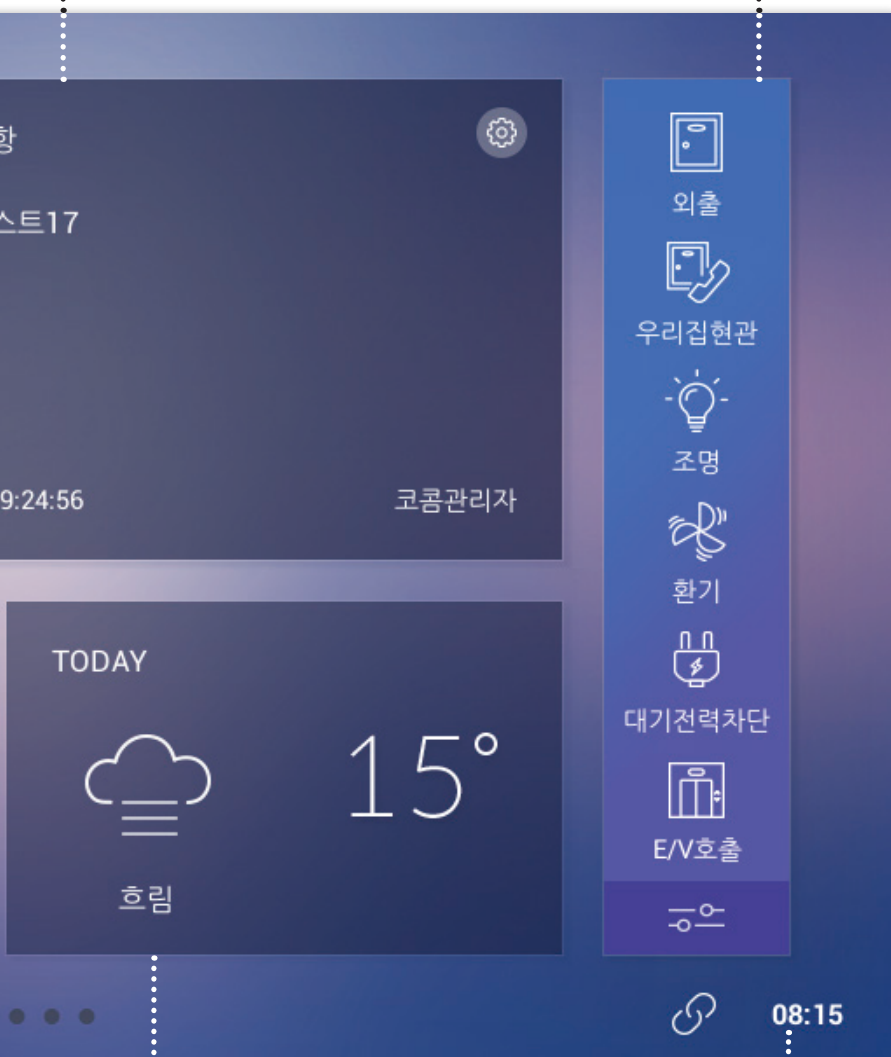 항
스트17
9:24:56
코콤관리자
TODAY
15°
흐림
외출
우리집현관
조명
환기
대기전력차단
E/V호출
08:15